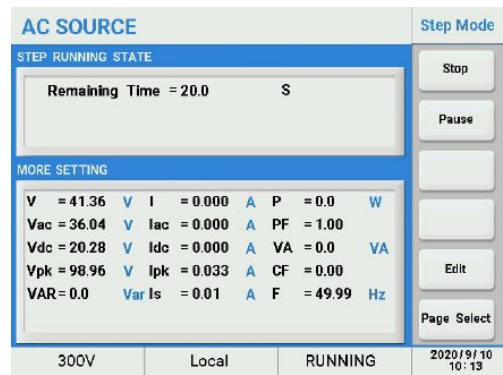 AC SOURCE
Step Mode
STEP RUNNING STATE
Remaining Time = 20.0 S
MORE SETTING
V = 41.36 V I = 0.000 A P = 0.0 W
Vac = 36.04 V Iac = 0.000 A PF = 1.00
Vdc = 20.28 V Idc = 0.000 A VA = 0.0 VA
Vpk = 98.96 V Ipk = 0.033 A CF = 0.00
VAR = 0.0 Var Is = 0.01 A F = 49.99 Hz
Stop
Pause
Edit
Page Select
300V Local RUNNING
2020/9/10
10:13